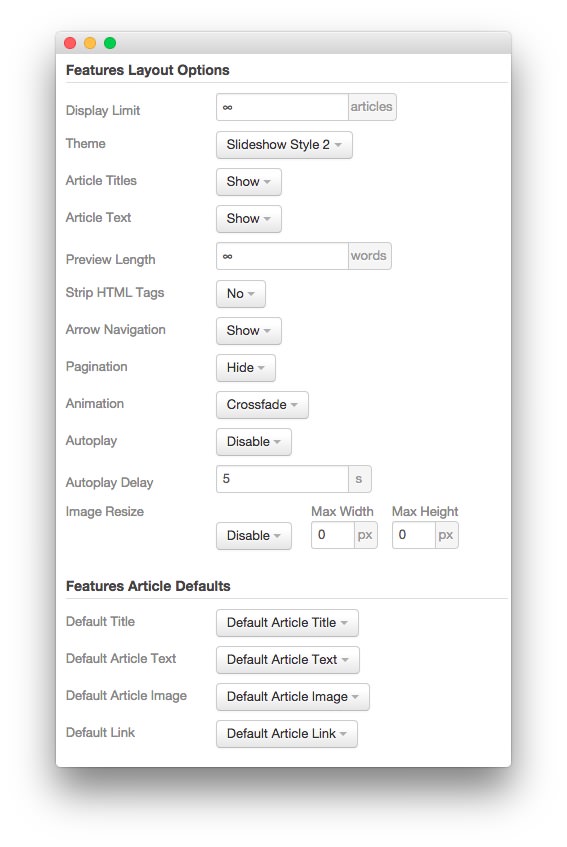 Features Layout Options
Display Limit ∞ articles
Theme Slideshow Style 2
Article Titles Show
Article Text Show
Preview Length ∞ words
Strip HTML Tags No
Arrow Navigation Show
Pagination Hide
Animation Crossfade
Autoplay Disable
Autoplay Delay 5 s
Image Resize Max Width Max Height
Disable 0 px 0 px
Features Article Defaults
Default Title Default Article Title
Default Article Text Default Article Text
Default Article Image Default Article Image
Default Link Default Article Link